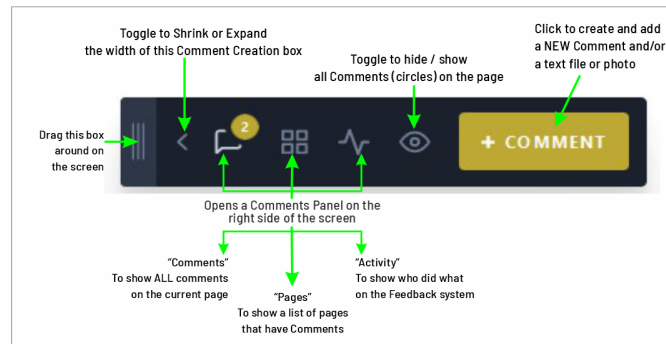 Toggle to Shrink or Expand
the width of this Comment Creation box
Toggle to hide / show
all Comments (circles) on the page
Click to create and add
a NEW Comment and/or
a text file or photo
Drag this box
around on
the screen
2
+ COMMENT
Opens a Comments Panel on the
right side of the screen
"Comments"
To show ALL comments
on the current page
"Pages"
To show a list of pages
that have Comments
"Activity"
To show who did what
on the Feedback system